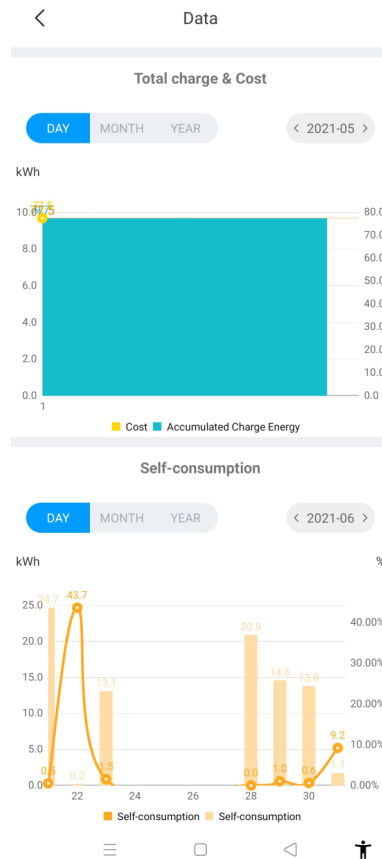 Data
Total charge & Cost
DAY MONTH YEAR < 2021-05 >
kWh
10.0 80.0
70.0
8.0
60.0
6.0 50.0
40.0
4.0
30.0
2.0 20.0
10.0
0.0 0.0
1
Cost Accumulated Charge Energy
Self-consumption
DAY MONTH YEAR < 2021-06 >
kWh %
24.7 43.7
25.0
40.00%
20.9
20.0
30.00%
14.6 13.8
15.0
13.1
20.00%
10.0
9.2
10.00%
5.0
0.5 0.2 1.5 0.0 1.0 0.6 1.7
0.0 0.00%
22 24 26 28 30
Self-consumption Self-consumption